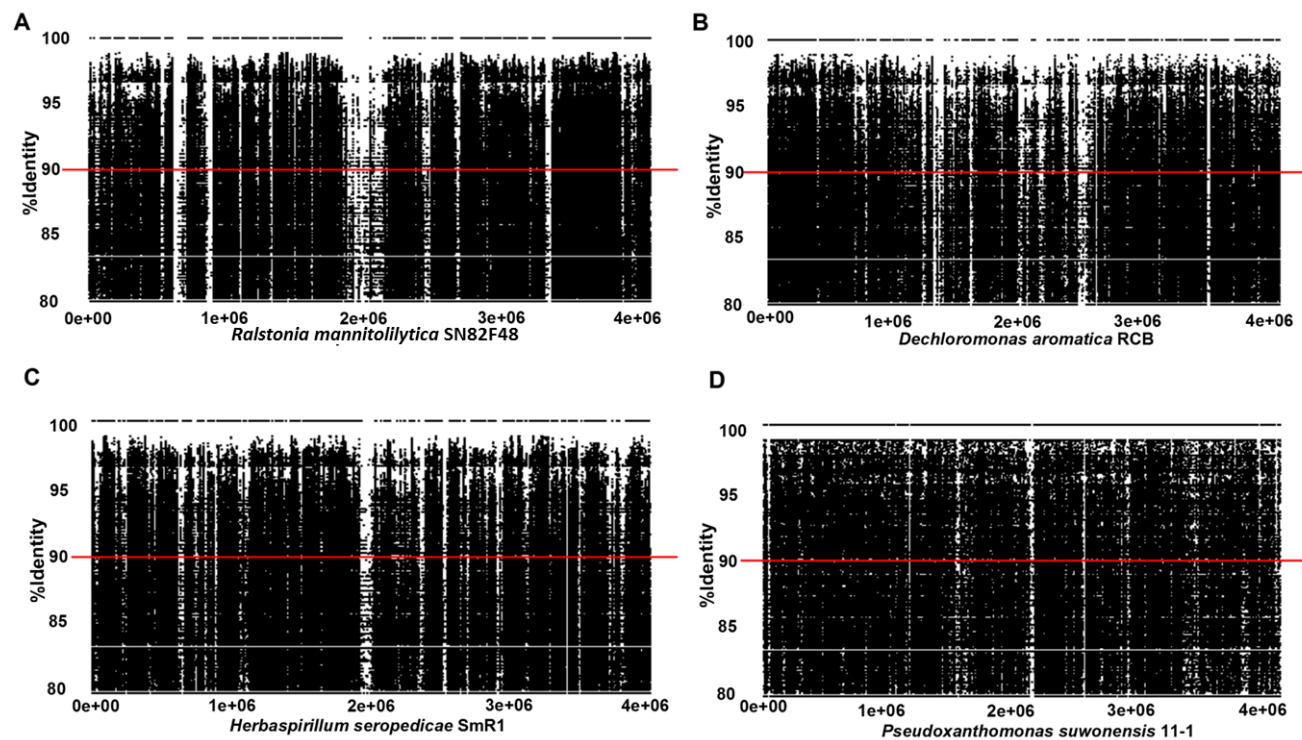 A
100
95
90
85
80
%Identity
0e+00 1e+06 2e+06 3e+06 4e+06
Ralstonia mannitolilytica SN82F48
B
100
95
90
85
80
%Identity
0e+00 1e+06 2e+06 3e+06 4e+06
Dechloromonas aromatica RCB
C
100
95
90
85
80
%Identity
0e+00 1e+06 2e+06 3e+06 4e+06
Herbaspirillum seropedicae SmR1
D
100
95
90
85
80
%Identity
0e+00 1e+06 2e+06 3e+06 4e+06
Pseudoxanthomonas suwonensis 11-1